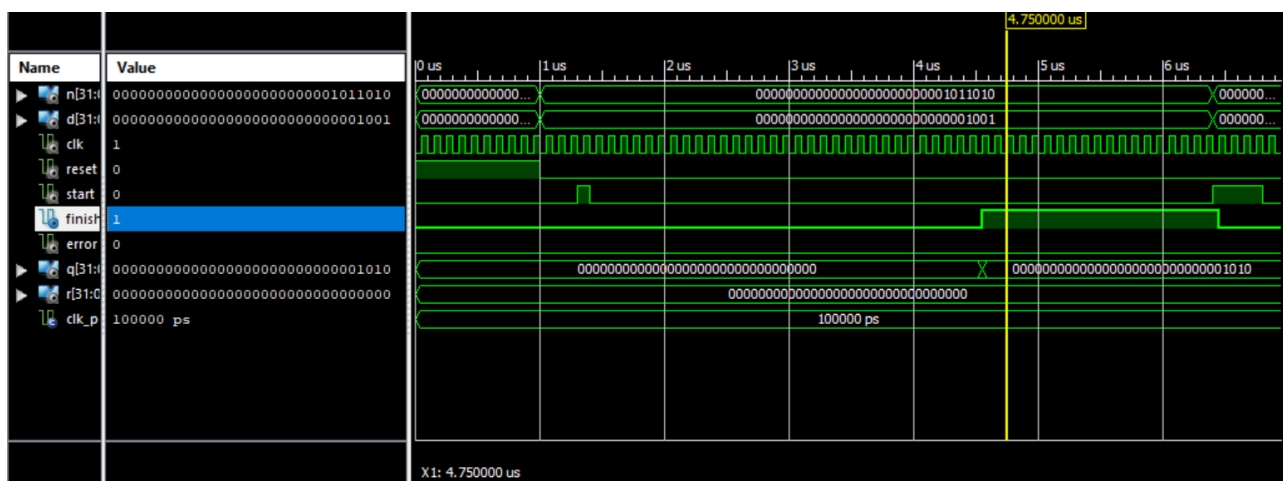 4.750000 us
Name Value 0 us 1 us 2 us 3 us 4 us 5 us 6 us
n[31:( 00000000000000000000000001011010 0000000000000... 00000000000000000000000001011010 000000...
d[31:( 00000000000000000000000000001001 0000000000000... 00000000000000000000000000001001 000000...
clk 1
reset 0
start 0
finish 1
error 0
q[31:( 00000000000000000000000000001010 00000000000000000000000000000000 00000000000000000000000000001010
r[31:0 00000000000000000000000000000000 00000000000000000000000000000000
clk_p 100000 ps 100000 ps
X1: 4.750000 us